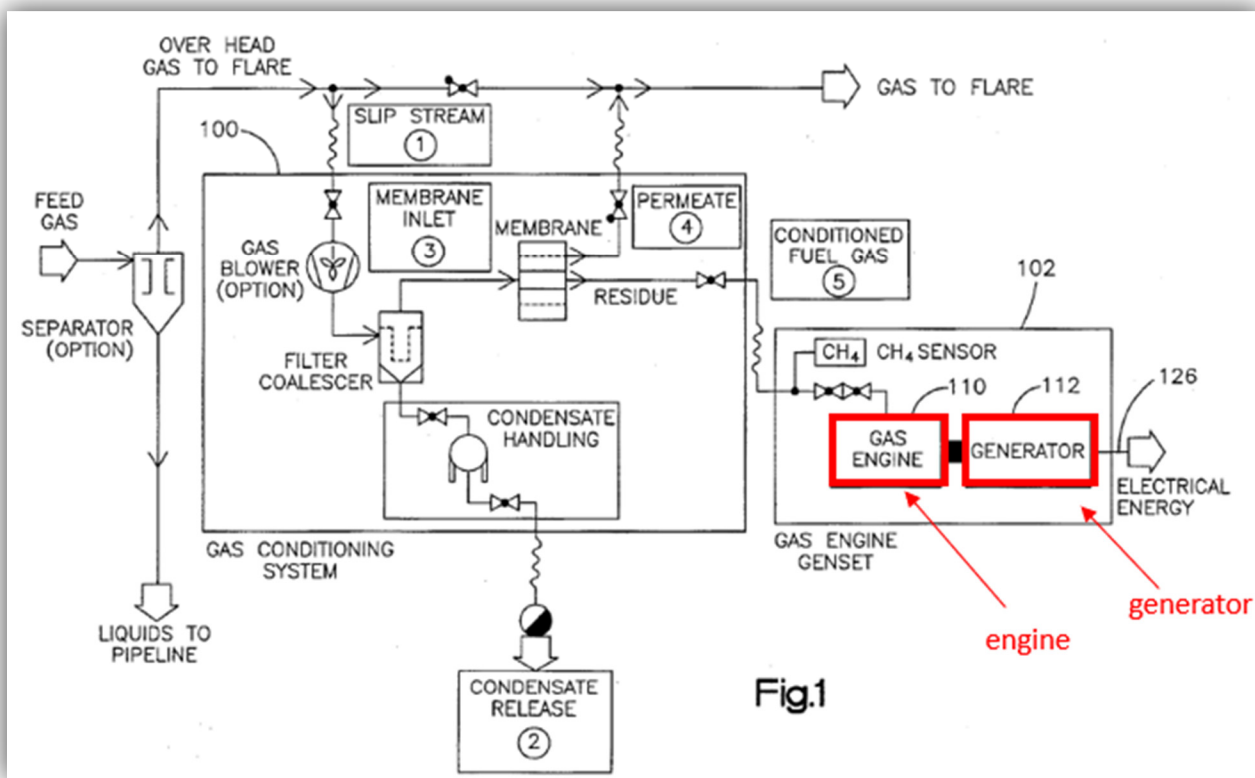 OVER HEAD
GAS TO FLARE
GAS TO FLARE
100
SLIP STREAM
1
FEED
GAS
MEMBRANE
INLET
3
MEMBRANE
PERMEATE
4
GAS
BLOWER
(OPTION)
CONDITIONED
FUEL GAS
5
RESIDUE
102
SEPARATOR
(OPTION)
FILTER
COALESCER
CH4
CH4 SENSOR
110
112
126
CONDENSATE
HANDLING
GAS
ENGINE
GENERATOR
ELECTRICAL
ENERGY
GAS CONDITIONING
SYSTEM
GAS ENGINE
GENSET
generator
engine
LIQUIDS TO
PIPELINE
CONDENSATE
RELEASE
2
Fig.1